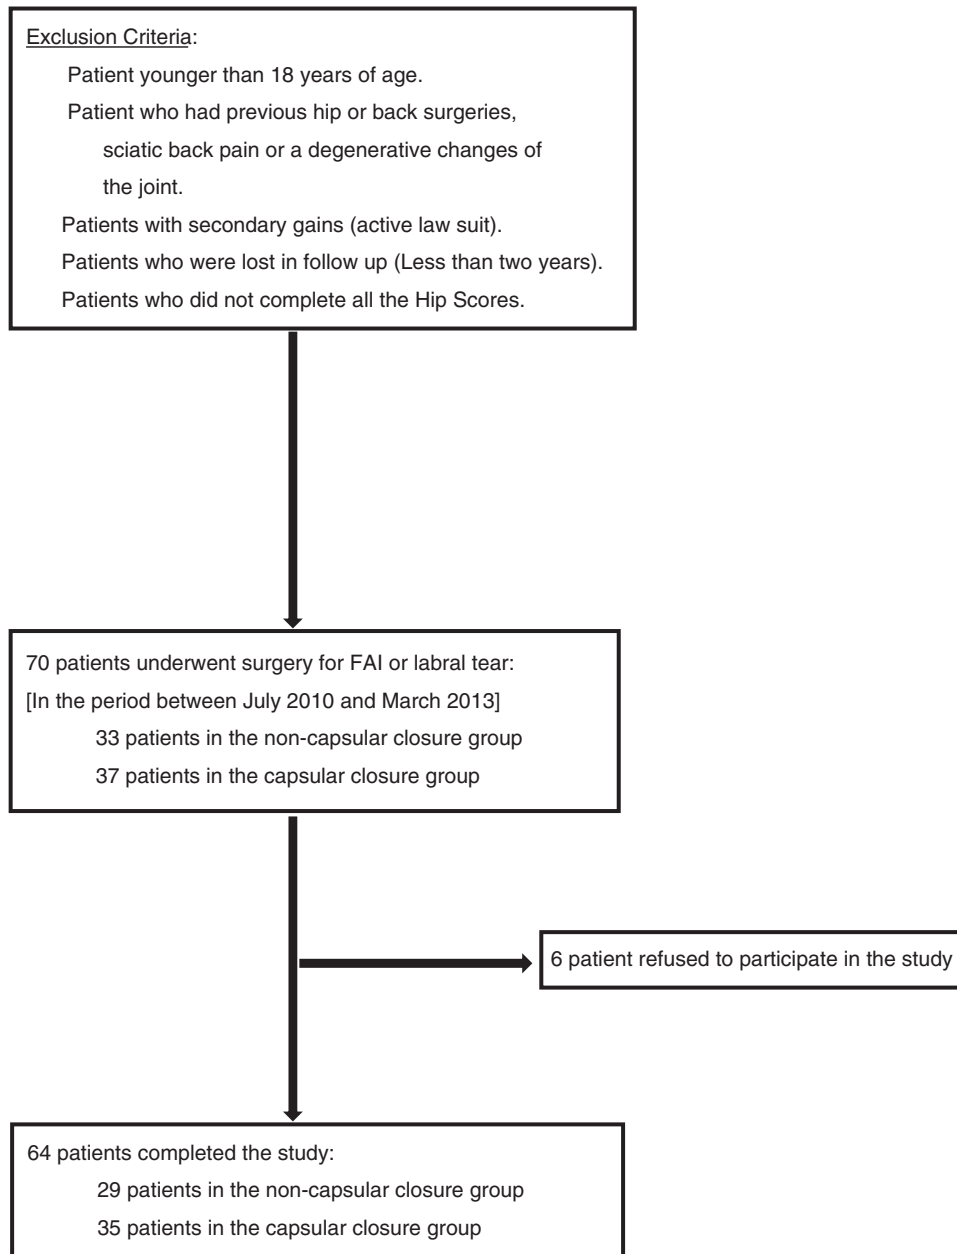 Exclusion Criteria:
Patient younger than 18 years of age.
Patient who had previous hip or back surgeries,
sciatic back pain or a degenerative changes of
the joint.
Patients with secondary gains (active law suit).
Patients who were lost in follow up (Less than two years).
Patients who did not complete all the Hip Scores.
70 patients underwent surgery for FAI or labral tear:
[In the period between July 2010 and March 2013]
33 patients in the non-capsular closure group
37 patients in the capsular closure group
6 patient refused to participate in the study
64 patients completed the study:
29 patients in the non-capsular closure group
35 patients in the capsular closure group